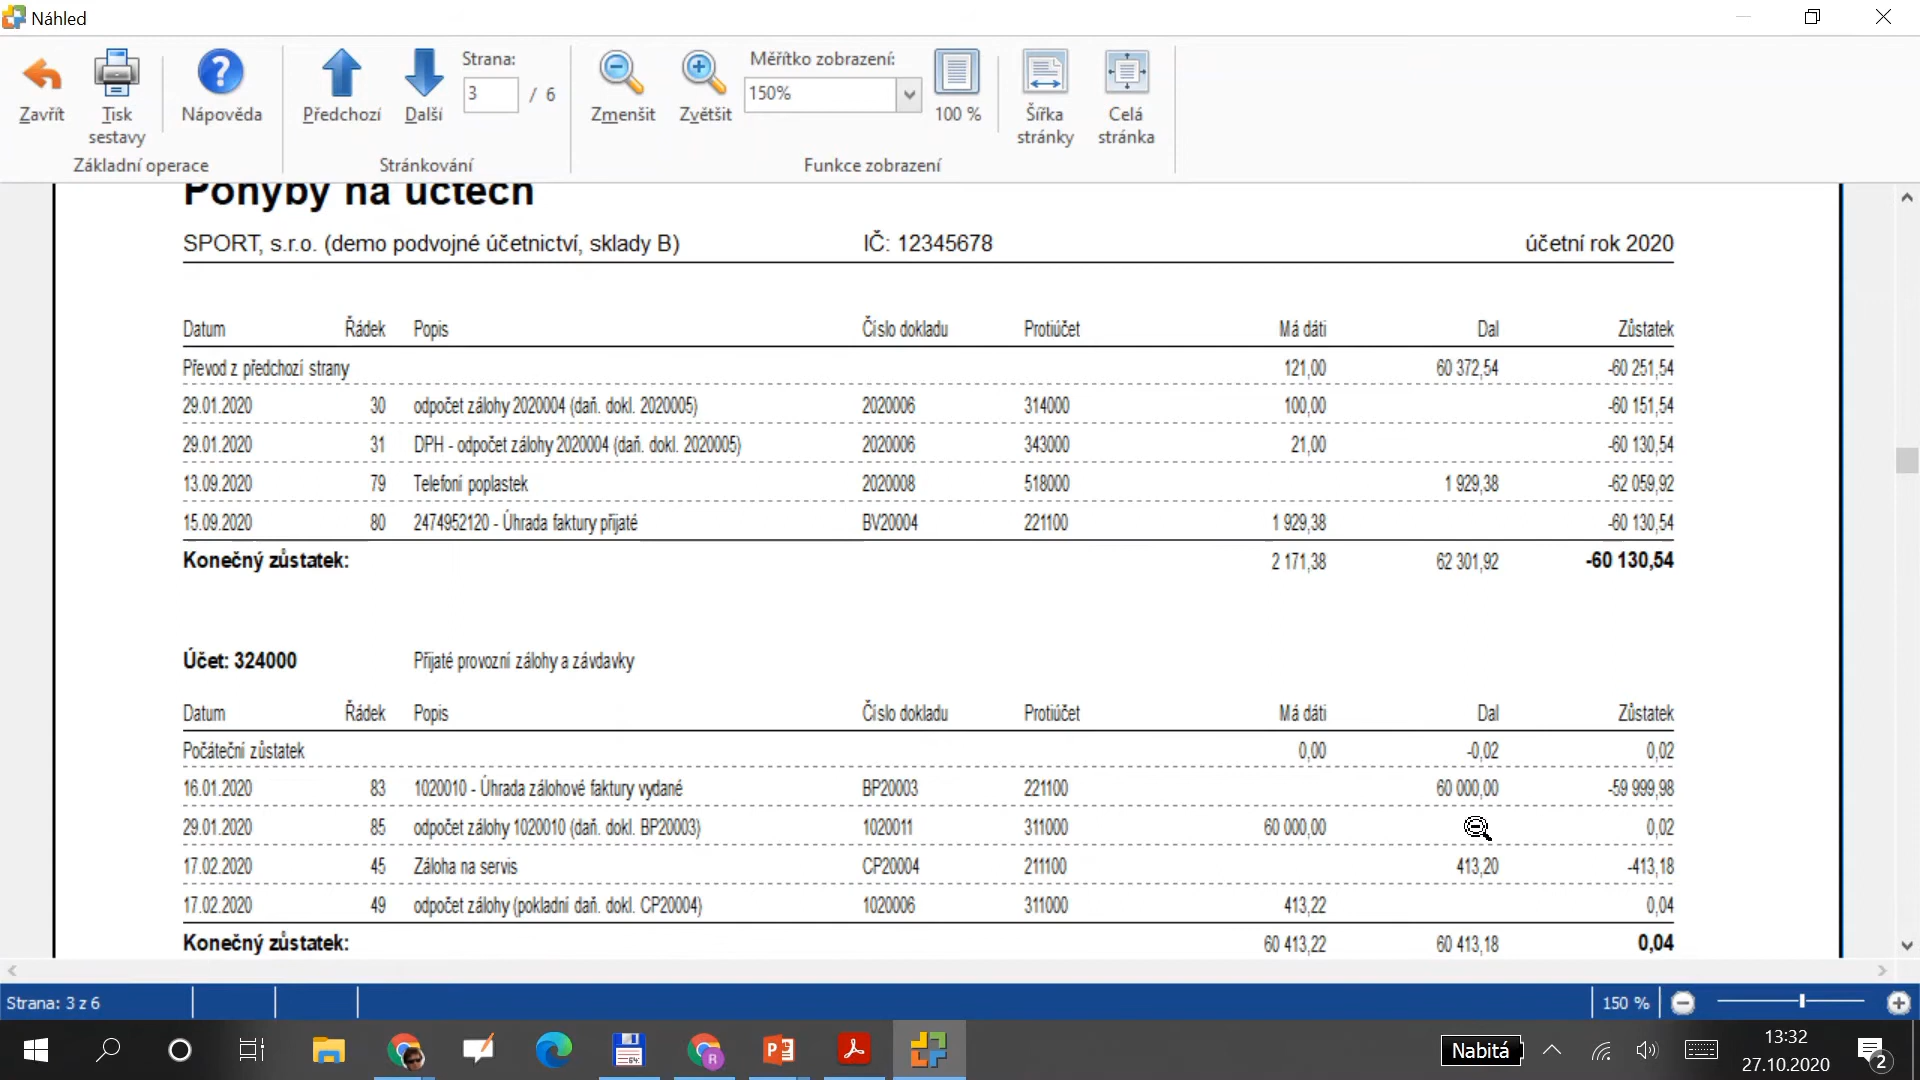 Náhled
Strana:
Měřítko zobrazení:
3 / 6
150%
Zavřít
Tisk sestavy
Nápověda
Předchozí
Další
Zmenšit
Zvětšit
100 %
Šířka stránky
Celá stránka
Základní operace
Stránkování
Funkce zobrazení
Pohyby na účtech
SPORT, s.r.o. (demo podvojné účetnictví, sklady B) IČ: 12345678 účetní rok 2020
Datum Řádek Popis Číslo dokladu Protiúčet Má dáti Dal Zůstatek
Převod z předchozí strany 121,00 60 372,54 -60 251,54
29.01.2020 30 odpočet zálohy 2020004 (daň. dokl. 2020005) 2020006 314000 100,00 -60 151,54
29.01.2020 31 DPH - odpočet zálohy 2020004 (daň. dokl. 2020005) 2020006 343000 21,00 -60 130,54
13.09.2020 79 Telefoní poplastek 2020008 518000 1 929,38 -62 059,92
15.09.2020 80 2474952120 - Úhrada faktury přijaté BV20004 221100 1 929,38 -60 130,54
Konečný zůstatek: 2 171,38 62 301,92 -60 130,54
Účet: 324000 Přijaté provozní zálohy a závdavky
Datum Řádek Popis Číslo dokladu Protiúčet Má dáti Dal Zůstatek
Počáteční zůstatek 0,00 -0,02 0,02
16.01.2020 83 1020010 - Úhrada zálohové faktury vydané BP20003 221100 60 000,00 -59 999,98
29.01.2020 85 odpočet zálohy 1020010 (daň. dokl. BP20003) 1020011 311000 60 000,00 0,02
17.02.2020 45 Záloha na servis CP20004 211100 413,20 -413,18
17.02.2020 49 odpočet zálohy (pokladní daň. dokl. CP20004) 1020006 311000 413,22 0,04
Konečný zůstatek: 60 413,22 60 413,18 0,04
Strana: 3 z 6
150 %
Nabitá
13:32
27.10.2020
2
64
R